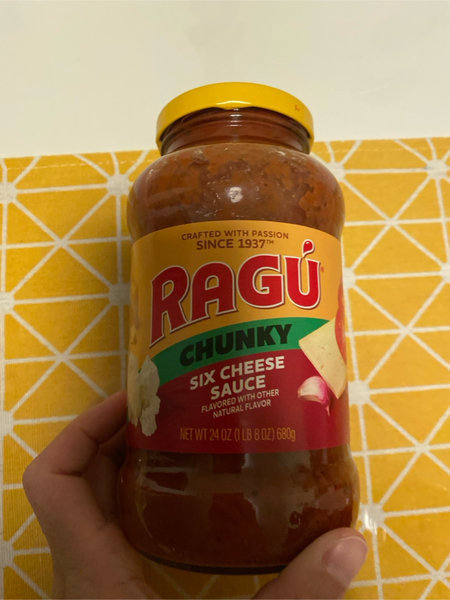 CRAFTED WITH PASSION
SINCE 1937™
RAGÚ®
CHUNKY
SIX CHEESE
SAUCE
FLAVORED WITH OTHER
NATURAL FLAVOR
NET WT 24 OZ (1 LB 8 OZ) 680g